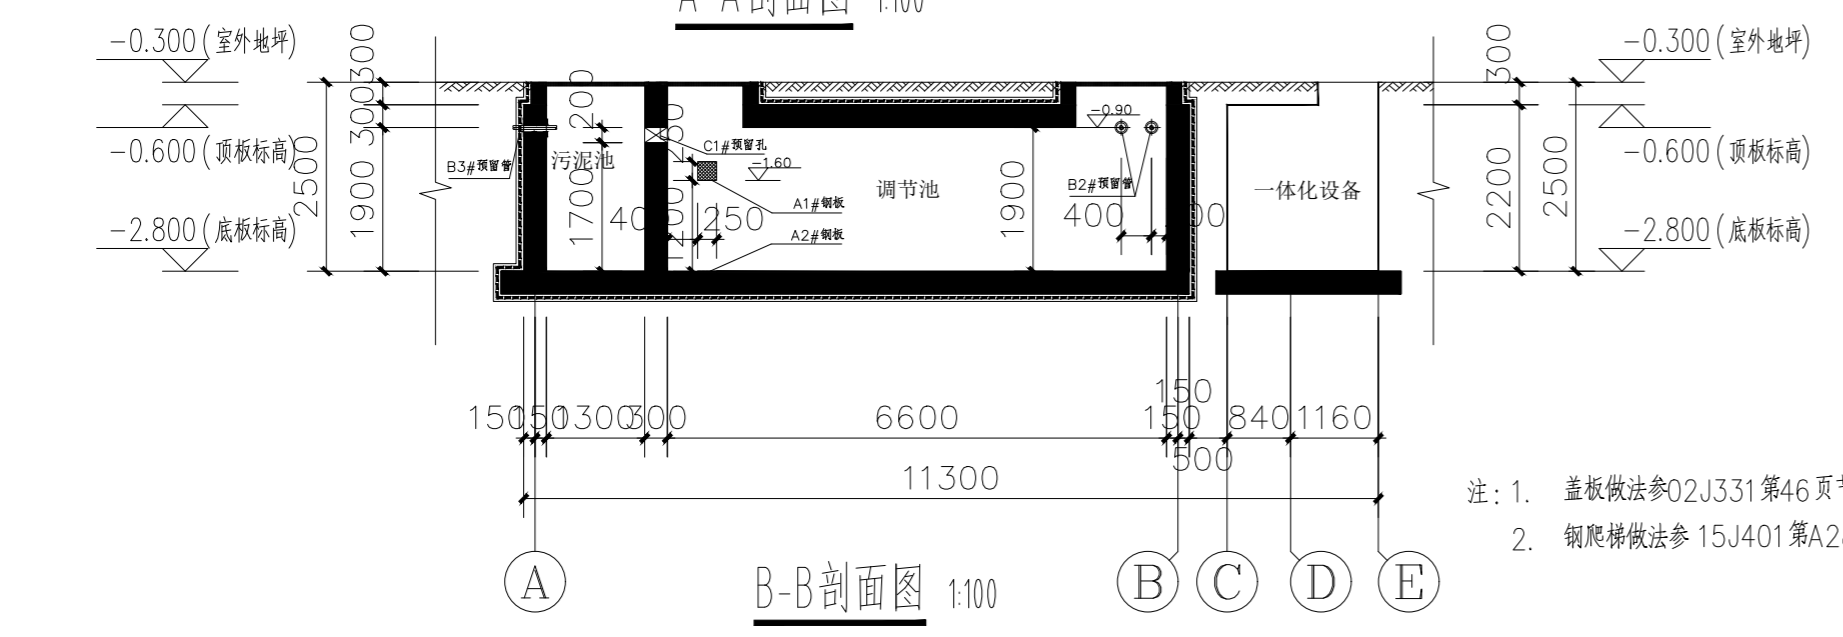 A-A剖面图 1:100
-0.300(室外地坪)
-0.600(顶板标高)
-2.800(底板标高)
2500
300
300
1900
B3#预留管
污泥池
200
1700
C1#预留孔
-1.60
A1#钢板
A2#钢板
250
调节池
1900
-0.90
B2#预留管
400
一体化设备
300
2200
2500
-0.300(室外地坪)
-0.600(顶板标高)
-2.800(底板标高)
150 150 1300 300 6600 150 150 500 840 1160
11300
A B C D E
B-B剖面图 1:100
注: 1. 盖板做法参02J331第46页
2. 钢爬梯做法参 15J401第A2